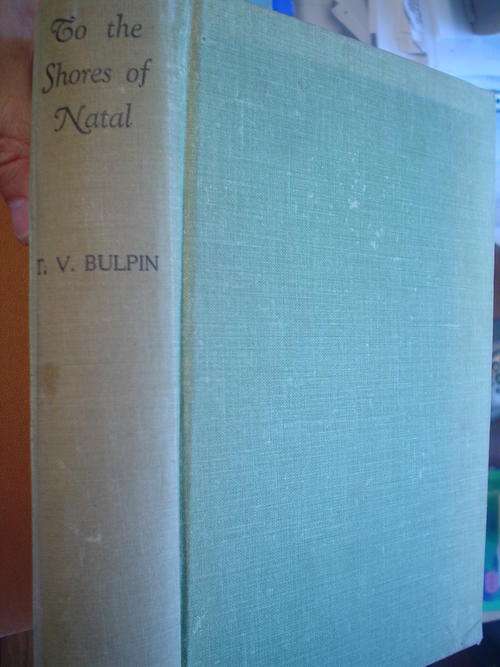 To the
Shores of
Natal
T. V. BULPIN